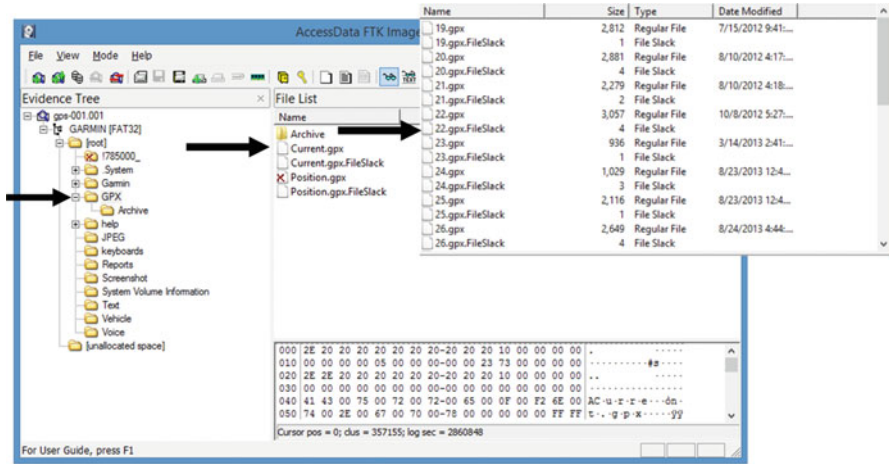 AccessData FTK Image
File View Mode Help
Evidence Tree
gps-001.001
GARMIN [FAT32]
[root]
!785000_
.System
Garmin
GPX
Archive
help
JPEG
keyboards
Reports
Screenshot
System Volume Information
Text
Vehicle
Voice
[unallocated space]
File List
Name
Archive
Current.gpx
Current.gpx.FileSlack
Position.gpx
Position.gpx.FileSlack
Name Size Type Date Modified
19.gpx 2,812 Regular File 7/15/2012 9:41:...
19.gpx.FileSlack 1 File Slack
20.gpx 2,881 Regular File 8/10/2012 4:17:...
20.gpx.FileSlack 4 File Slack
21.gpx 2,279 Regular File 8/10/2012 4:18:...
21.gpx.FileSlack 2 File Slack
22.gpx 3,057 Regular File 10/8/2012 5:27:...
22.gpx.FileSlack 4 File Slack
23.gpx 936 Regular File 3/14/2013 2:41:...
23.gpx.FileSlack 1 File Slack
24.gpx 1,029 Regular File 8/23/2013 12:4...
24.gpx.FileSlack 3 File Slack
25.gpx 2,116 Regular File 8/23/2013 12:4...
25.gpx.FileSlack 1 File Slack
26.gpx 2,649 Regular File 8/24/2013 4:44:...
26.gpx.FileSlack 4 File Slack
000 2E 20 20 20 20 20 20 20-20 20 20 10 00 00 00 00 .
010 00 00 00 00 05 00 00 00-00 00 23 73 00 00 00 00 ··········#s····
020 2E 2E 20 20 20 20 20 20-20 20 20 10 00 00 00 00 ..
030 00 00 00 00 00 00 00 00-00 00 00 00 00 00 00 00 ················
040 41 43 00 75 00 72 00 72-00 65 00 0F 00 F2 6E 00 AC·u·r·r·e···òn·
050 74 00 2E 00 67 00 70 00-78 00 00 00 00 00 FF FF t·.·g·p·x·····ÿÿ
Cursor pos = 0; clus = 357155; log sec = 2860848
For User Guide, press F1